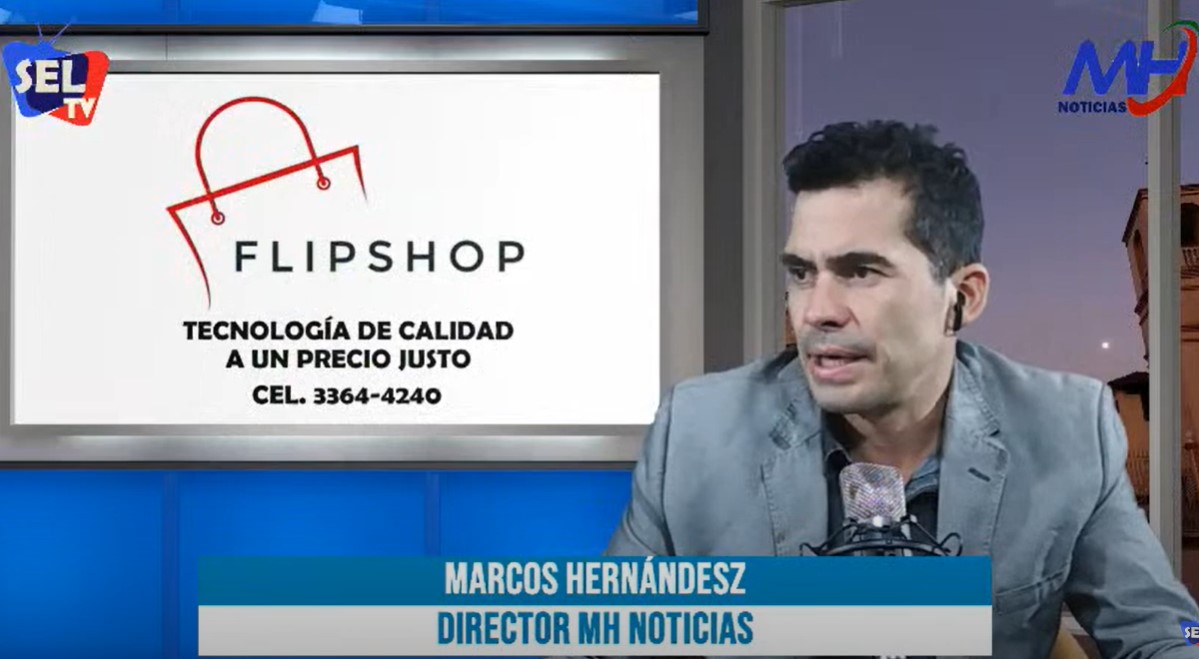 SEL
TV
MH
NOTICIAS
FLIPSHOP
TECNOLOGÍA DE CALIDAD
A UN PRECIO JUSTO
CEL. 3364-4240
MARCOS HERNÁNDESZ
DIRECTOR MH NOTICIAS
SEL